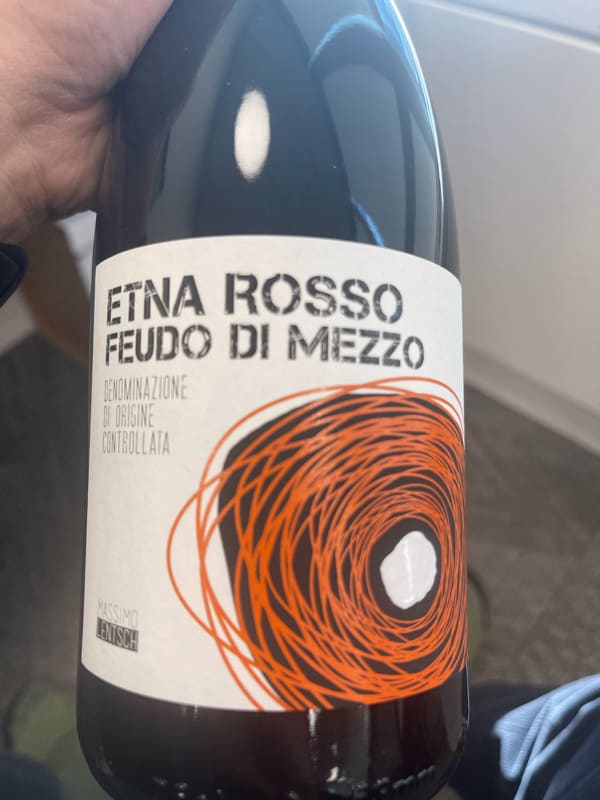 ETNA ROSSO
FEUDO DI MEZZO
DENOMINAZIONE
DI ORIGINE
CONTROLLATA
MASSIMO
LENTSCH